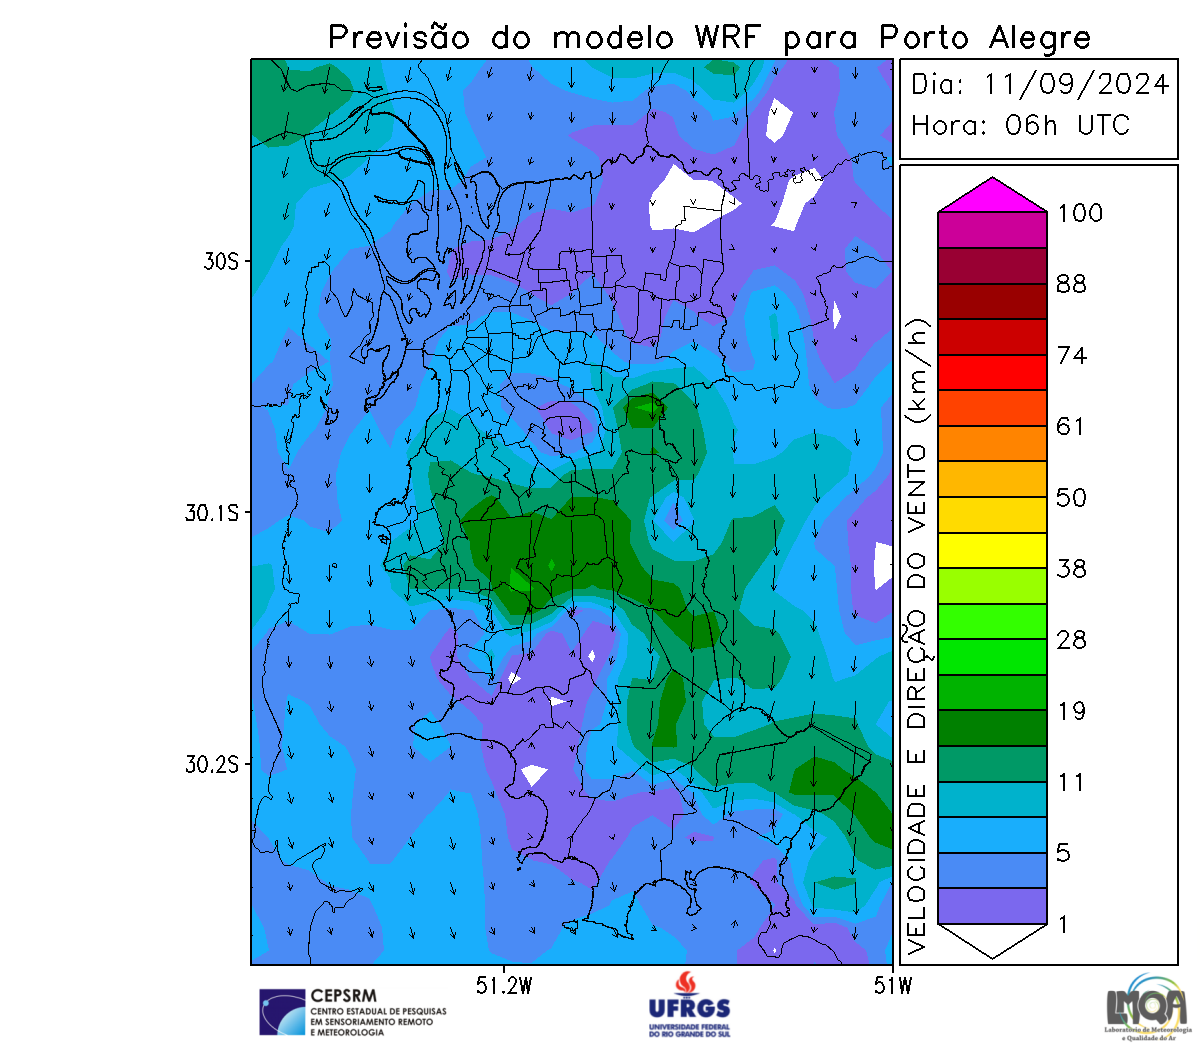 Previsão do modelo WRF para Porto Alegre
Dia: 11/09/2024
Hora: 06h UTC
VELOCIDADE E DIREÇÃO DO VENTO (km/h)
100
88
74
61
50
38
28
19
11
5
1
30S
30.1S
30.2S
51.2W
51W
CEPSRM
CENTRO ESTADUAL DE PESQUISAS
EM SENSORIAMENTO REMOTO
E METEOROLOGIA
UFRGS
UNIVERSIDADE FEDERAL
DO RIO GRANDE DO SUL
LMQA
Laboratório de Meteorologia
e Qualidade do Ar